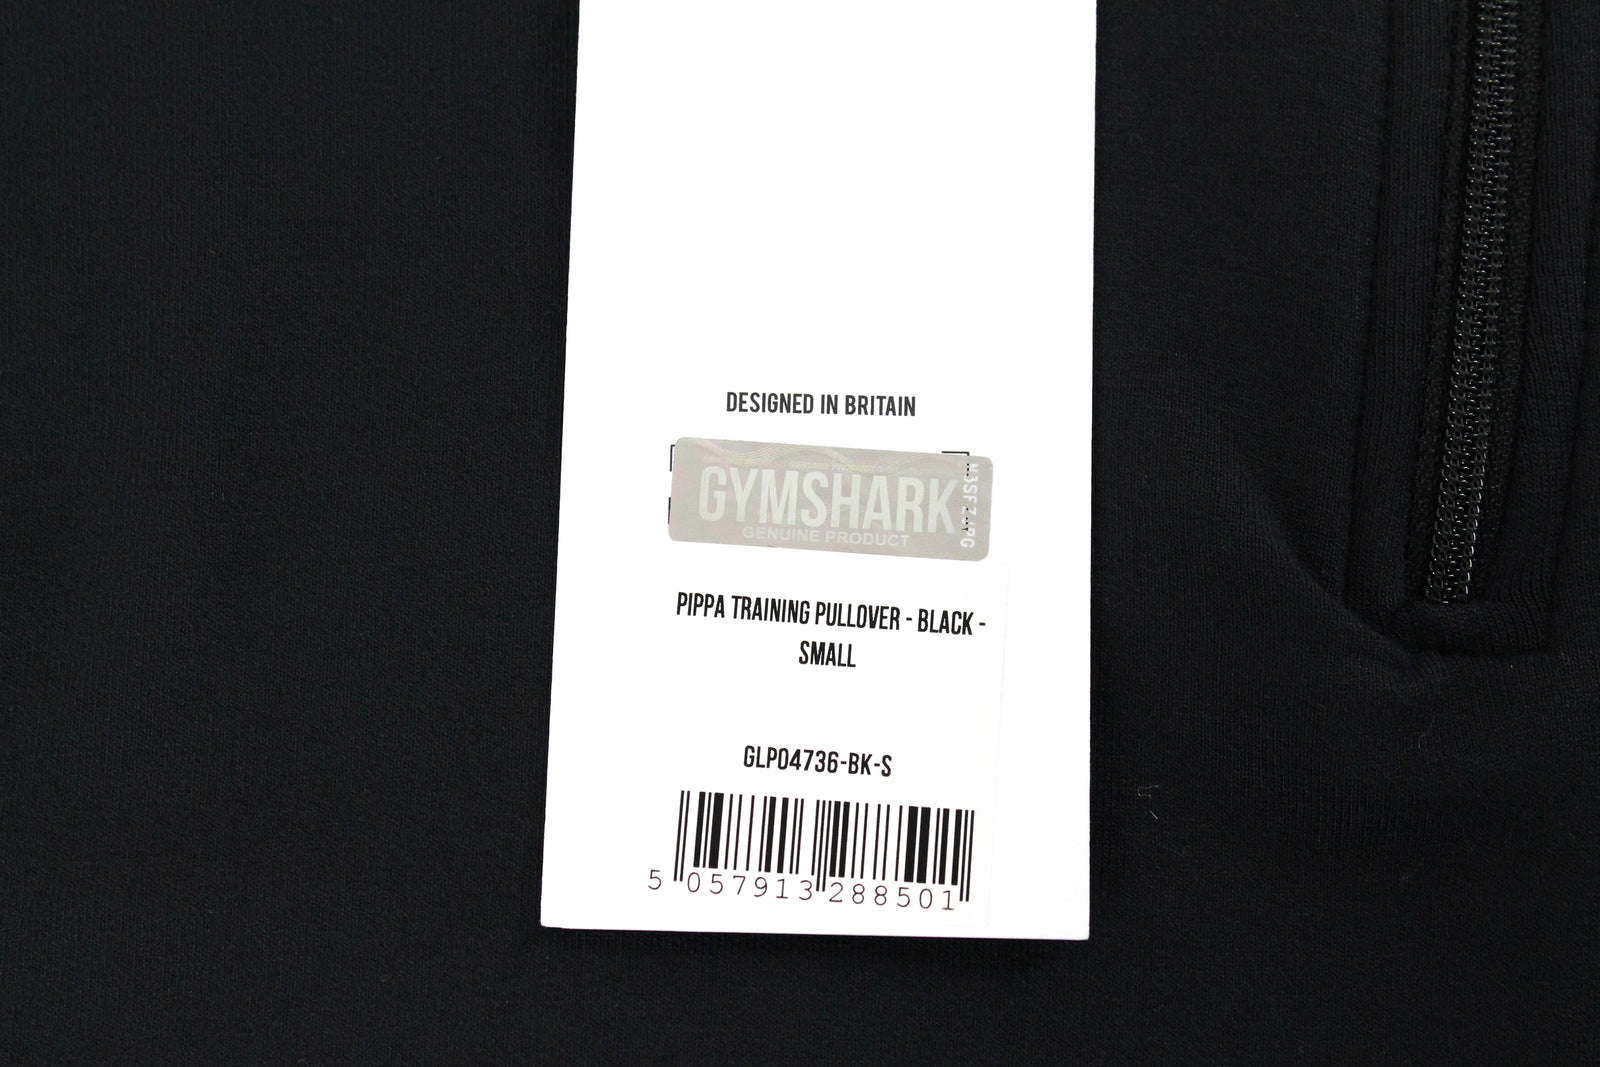 DESIGNED IN BRITAIN
GYMSHARK
GENUINE PRODUCT
PIPPA TRAINING PULLOVER - BLACK -
SMALL
GLP04736-BK-S
5 057913 288501